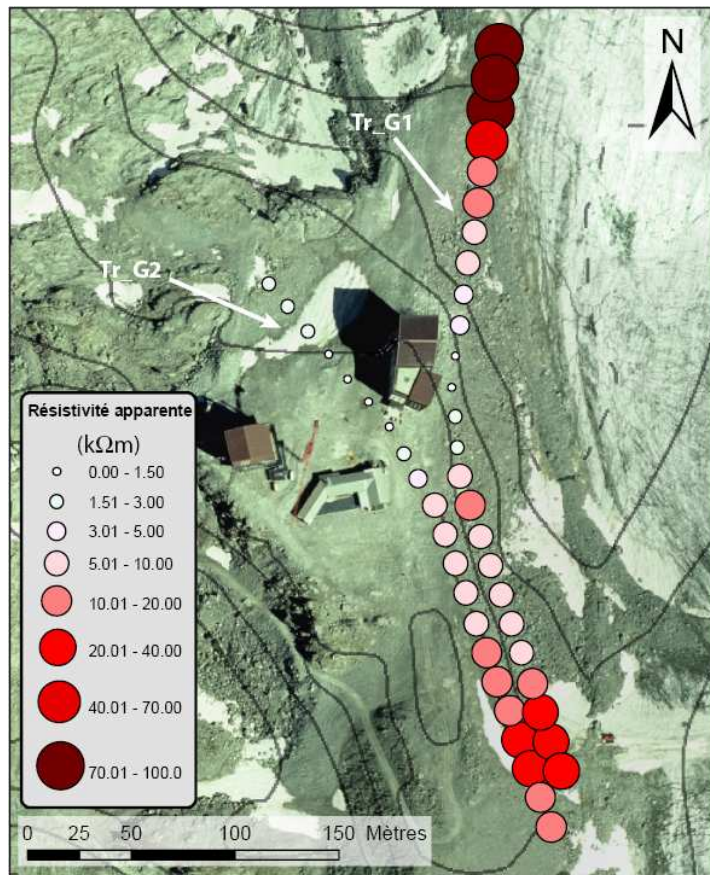 N
Tr_G1
Tr_G2
Résistivité apparente
(kΩm)
0.00 - 1.50
1.51 - 3.00
3.01 - 5.00
5.01 - 10.00
10.01 - 20.00
20.01 - 40.00
40.01 - 70.00
70.01 - 100.0
0 25 50 100 150 Mètres